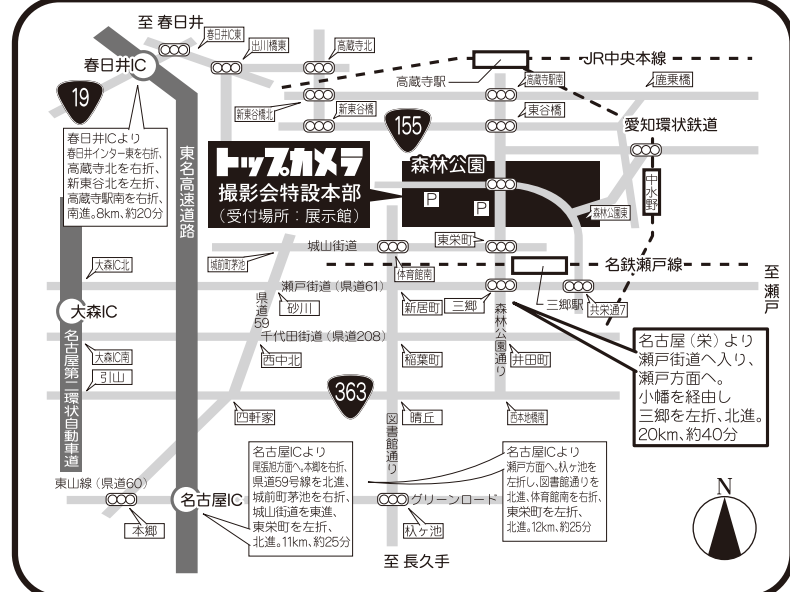 至 春日井
春日井IC東
出川橋東
高蔵寺北
春日井IC
高蔵寺駅
高蔵寺駅南
JR中央本線
鹿乗橋
19
新東谷橋北
新東谷橋
東谷橋
155
愛知環状鉄道
春日井ICより
春日井インター東を右折、
高蔵寺北を右折、
新東谷北を左折、
高蔵寺駅南を右折、
南進。8km、約20分
東名高速道路
トップカメラ
撮影会特設本部
(受付場所:展示館)
森林公園
P
P
中水野
森林公園東
城山街道
東栄町
城前町茅池
体育館南
名鉄瀬戸線
至 瀬戸
大森IC北
瀬戸街道(県道61)
県道59
砂川
新居町
三郷
森林公園通り
三郷駅
共栄通7
大森IC
千代田街道(県道208)
名古屋第二環状自動車道
大森IC南
引山
西中北
稲葉町
井田町
名古屋(栄)より
瀬戸街道へ入り、
瀬戸方面へ。
小幡を経由し
三郷を左折、北進。
20km、約40分
363
四軒家
図書館通り
晴丘
西本地橋南
名古屋ICより
尾張旭方面へ。本郷を右折、
県道59号線を北進、
城前町茅池を右折、
城山街道を東進、
東栄町を左折、
北進。11km、約25分
名古屋ICより
瀬戸方面へ。杁ヶ池を
左折し、図書館通りを
北進、体育館南を右折、
東栄町を左折、
北進。12km、約25分
東山線(県道60)
名古屋IC
グリーンロード
本郷
杁ヶ池
至 長久手
N